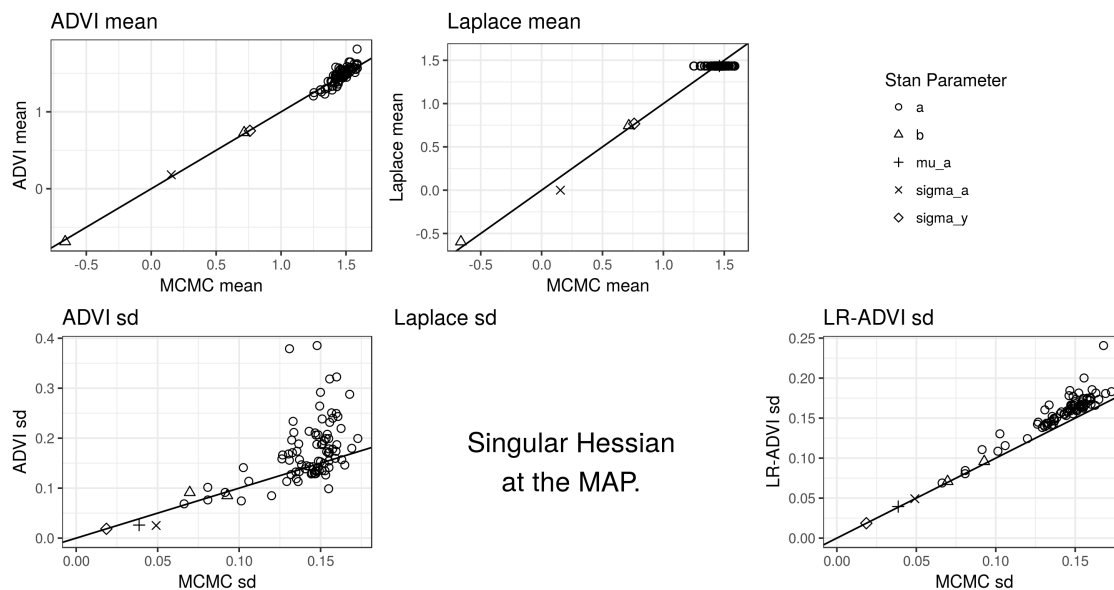 ADVI mean
ADVI mean
1
0
-0.5 0.0 0.5 1.0 1.5
MCMC mean
Laplace mean
Laplace mean
1.5
1.0
0.5
0.0
-0.5
-0.5 0.0 0.5 1.0 1.5
MCMC mean
Stan Parameter
a
b
mu_a
sigma_a
sigma_y
ADVI sd
ADVI sd
0.4
0.3
0.2
0.1
0.0
0.00 0.05 0.10 0.15
MCMC sd
Laplace sd
Singular Hessian
at the MAP.
LR-ADVI sd
LR-ADVI sd
0.25
0.20
0.15
0.10
0.05
0.00
0.00 0.05 0.10 0.15
MCMC sd